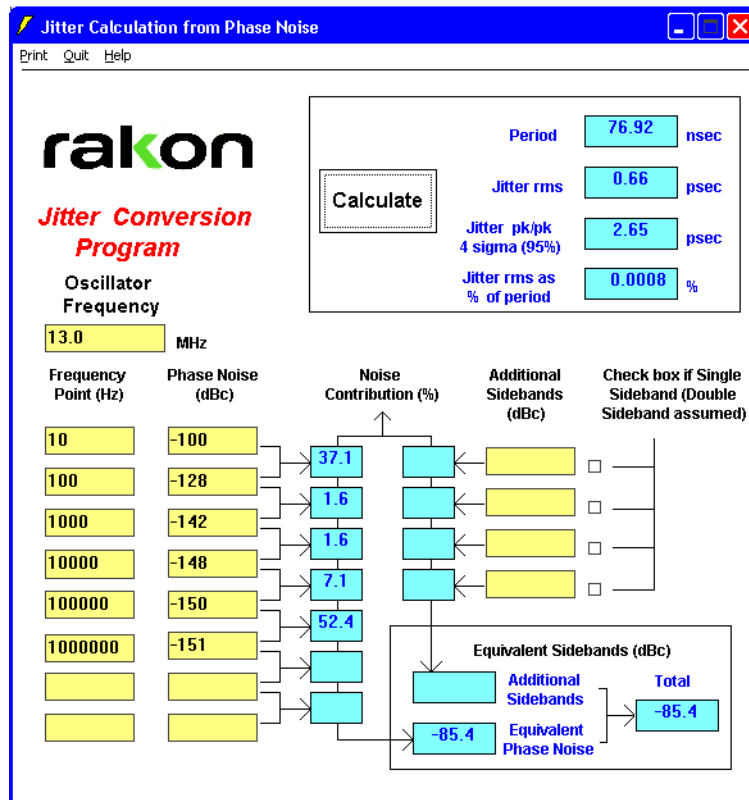 Jitter Calculation from Phase Noise
Print Quit Help
rakon
Jitter Conversion
Program
Calculate
Period 76.92 nsec
Jitter rms 0.66 psec
Jitter pk/pk
4 sigma (95%) 2.65 psec
Jitter rms as
% of period 0.0008 %
Oscillator
Frequency
13.0 MHz
Frequency
Point (Hz)
Phase Noise
(dBc)
Noise
Contribution (%)
Additional
Sidebands
(dBc)
Check box if Single
Sideband (Double
Sideband assumed)
10 -100
37.1
100 -128
1.6
1000 -142
1.6
10000 -148
7.1
100000 -150
52.4
1000000 -151
Equivalent Sidebands (dBc)
Additional
Sidebands
Total
-85.4
-85.4 Equivalent
Phase Noise